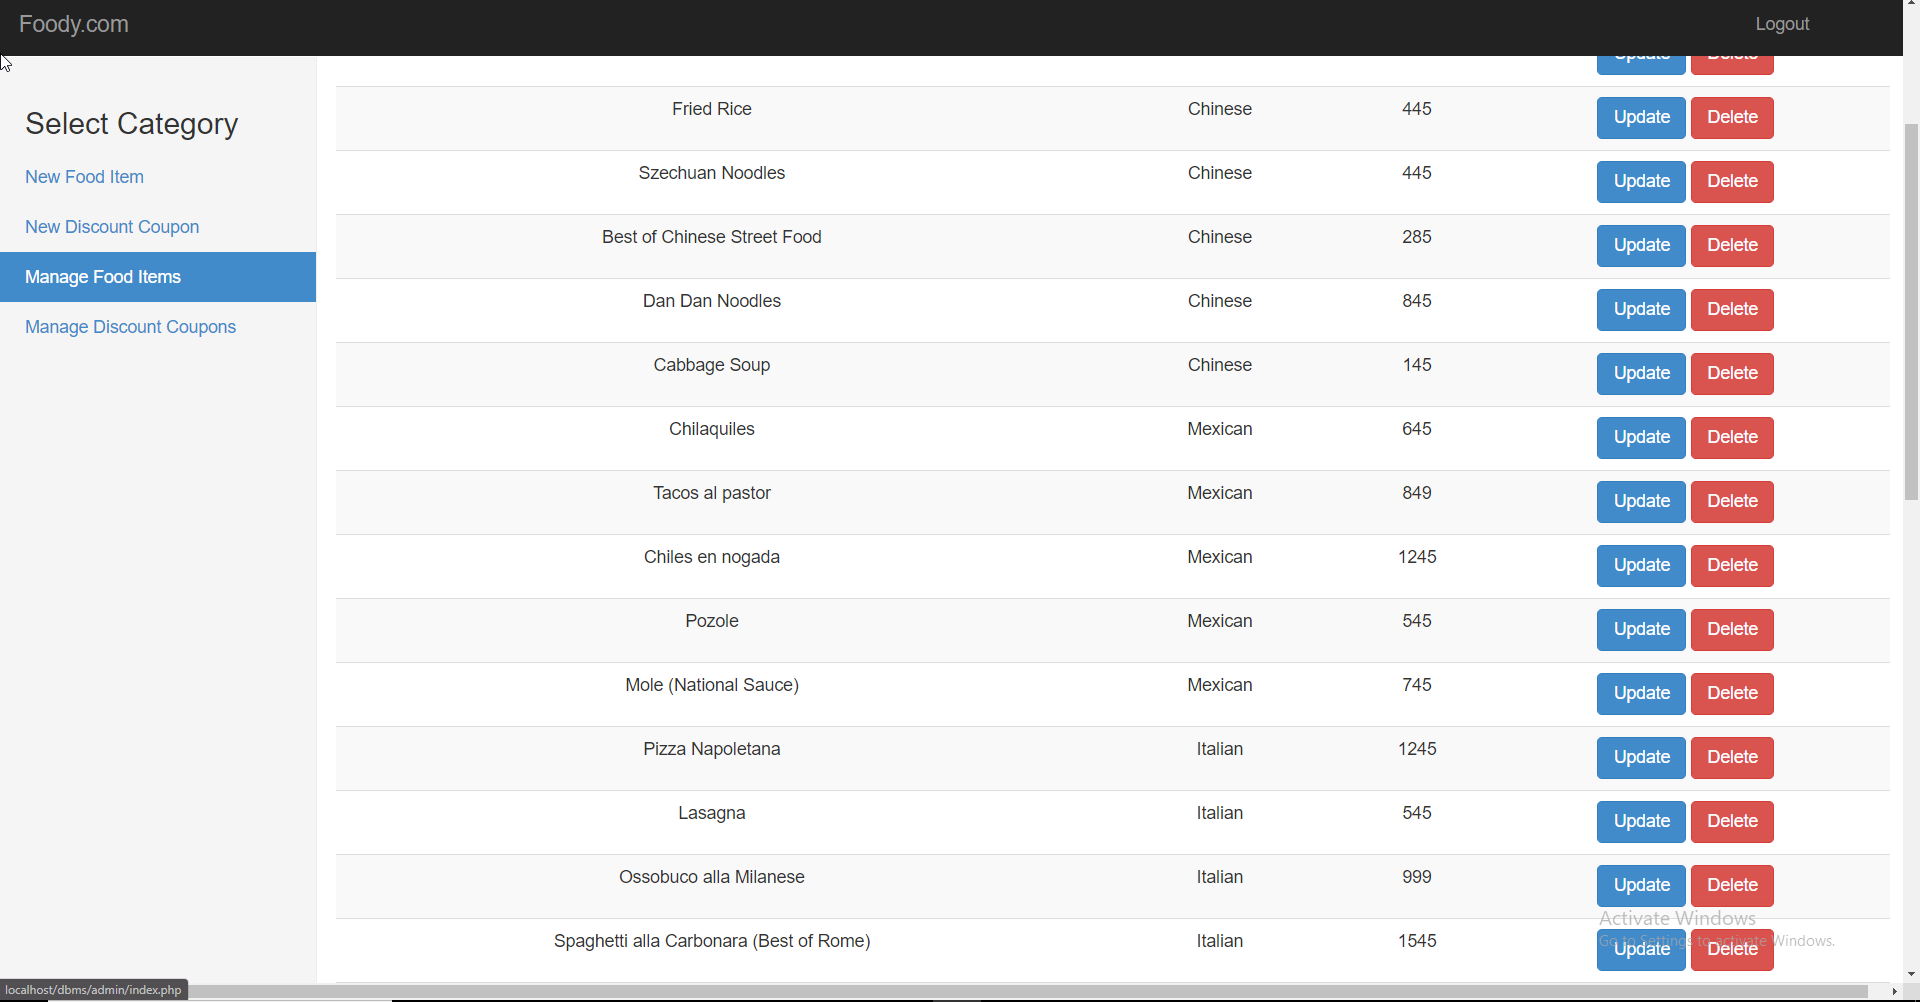 Foody.com
Logout
Update Delete
Select Category
New Food Item
New Discount Coupon
Manage Food Items
Manage Discount Coupons
Fried Rice Chinese 445 Update Delete
Szechuan Noodles Chinese 445 Update Delete
Best of Chinese Street Food Chinese 285 Update Delete
Dan Dan Noodles Chinese 845 Update Delete
Cabbage Soup Chinese 145 Update Delete
Chilaquiles Mexican 645 Update Delete
Tacos al pastor Mexican 849 Update Delete
Chiles en nogada Mexican 1245 Update Delete
Pozole Mexican 545 Update Delete
Mole (National Sauce) Mexican 745 Update Delete
Pizza Napoletana Italian 1245 Update Delete
Lasagna Italian 545 Update Delete
Ossobuco alla Milanese Italian 999 Update Delete
Spaghetti alla Carbonara (Best of Rome) Italian 1545 Update Delete
Activate Windows
Go to Settings to activate Windows.
localhost/dbms/admin/index.php